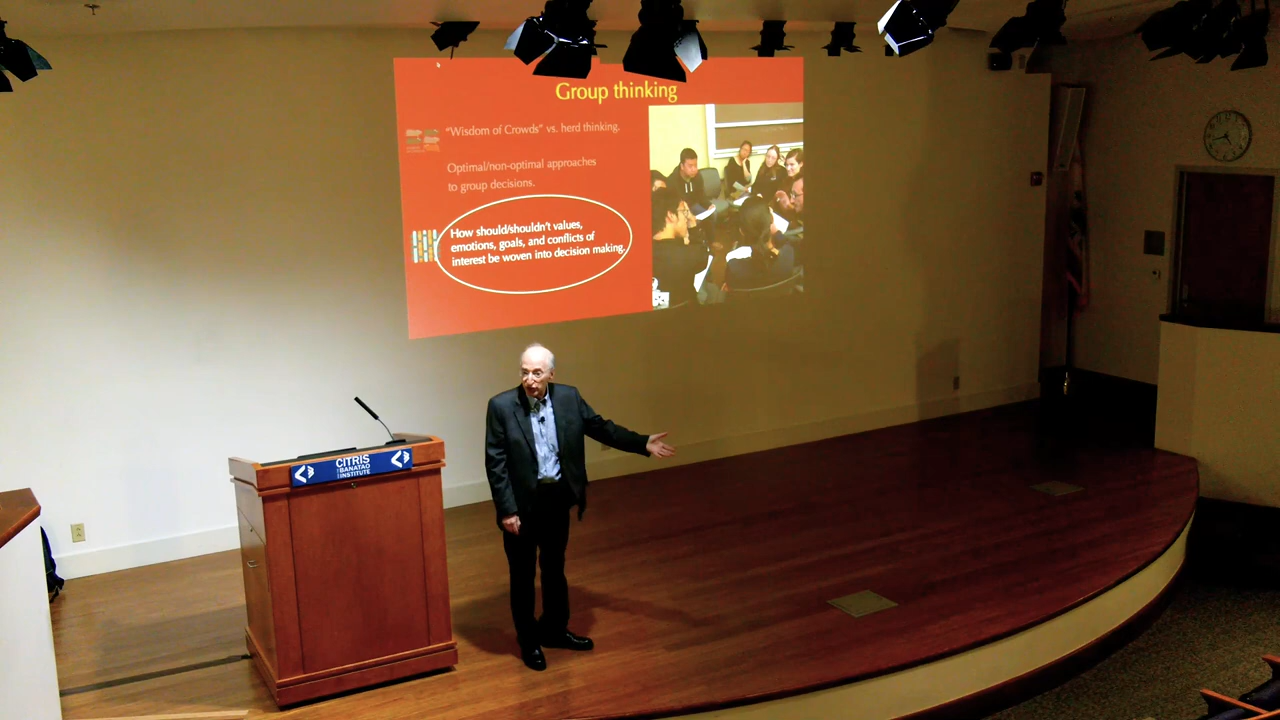 Group thinking
"Wisdom of Crowds" vs. herd thinking.
Optimal/non-optimal approaches
to group decisions.
How should/shouldn't values,
emotions, goals, and conflicts of
interest be woven into decision making.
CITRIS
THE BANATAO
INSTITUTE